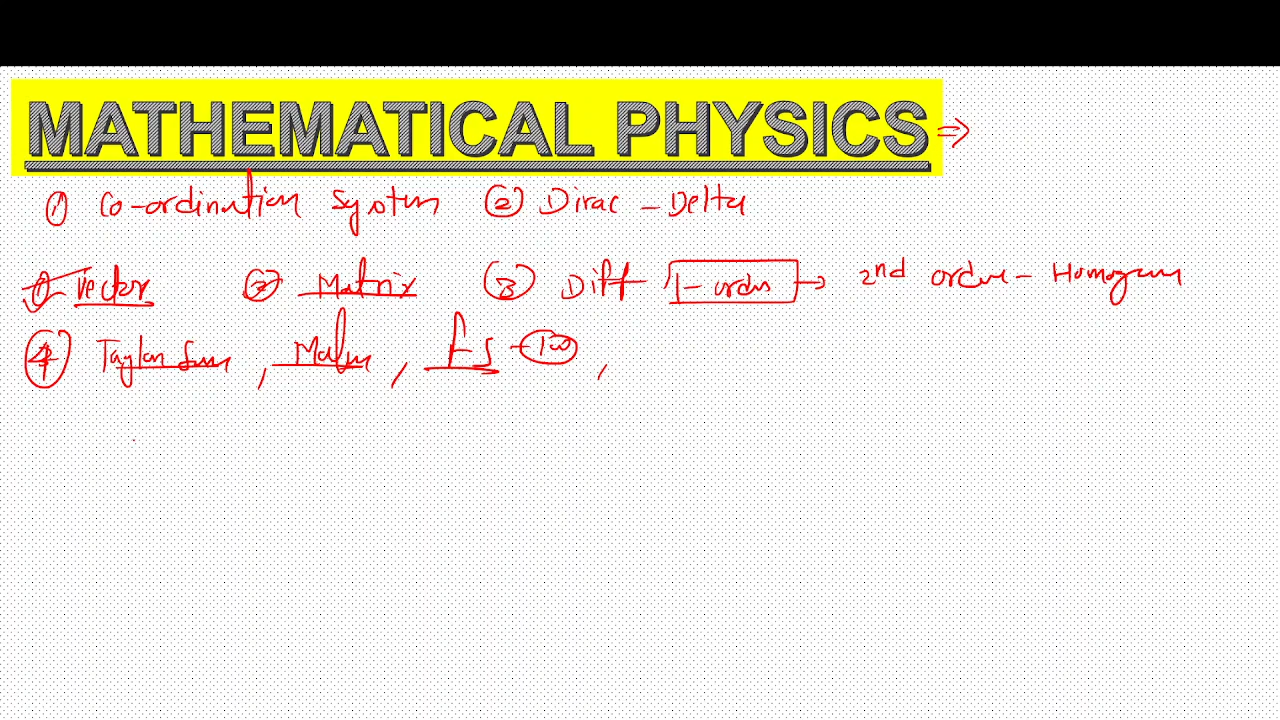 MATHEMATICAL PHYSICS ⇒
① Co-ordination System ② Dirac - Delta
① Vector ② Matrix ③ Diff 1-order → 2nd order - Homogen
④ Taylor , , FS - ,